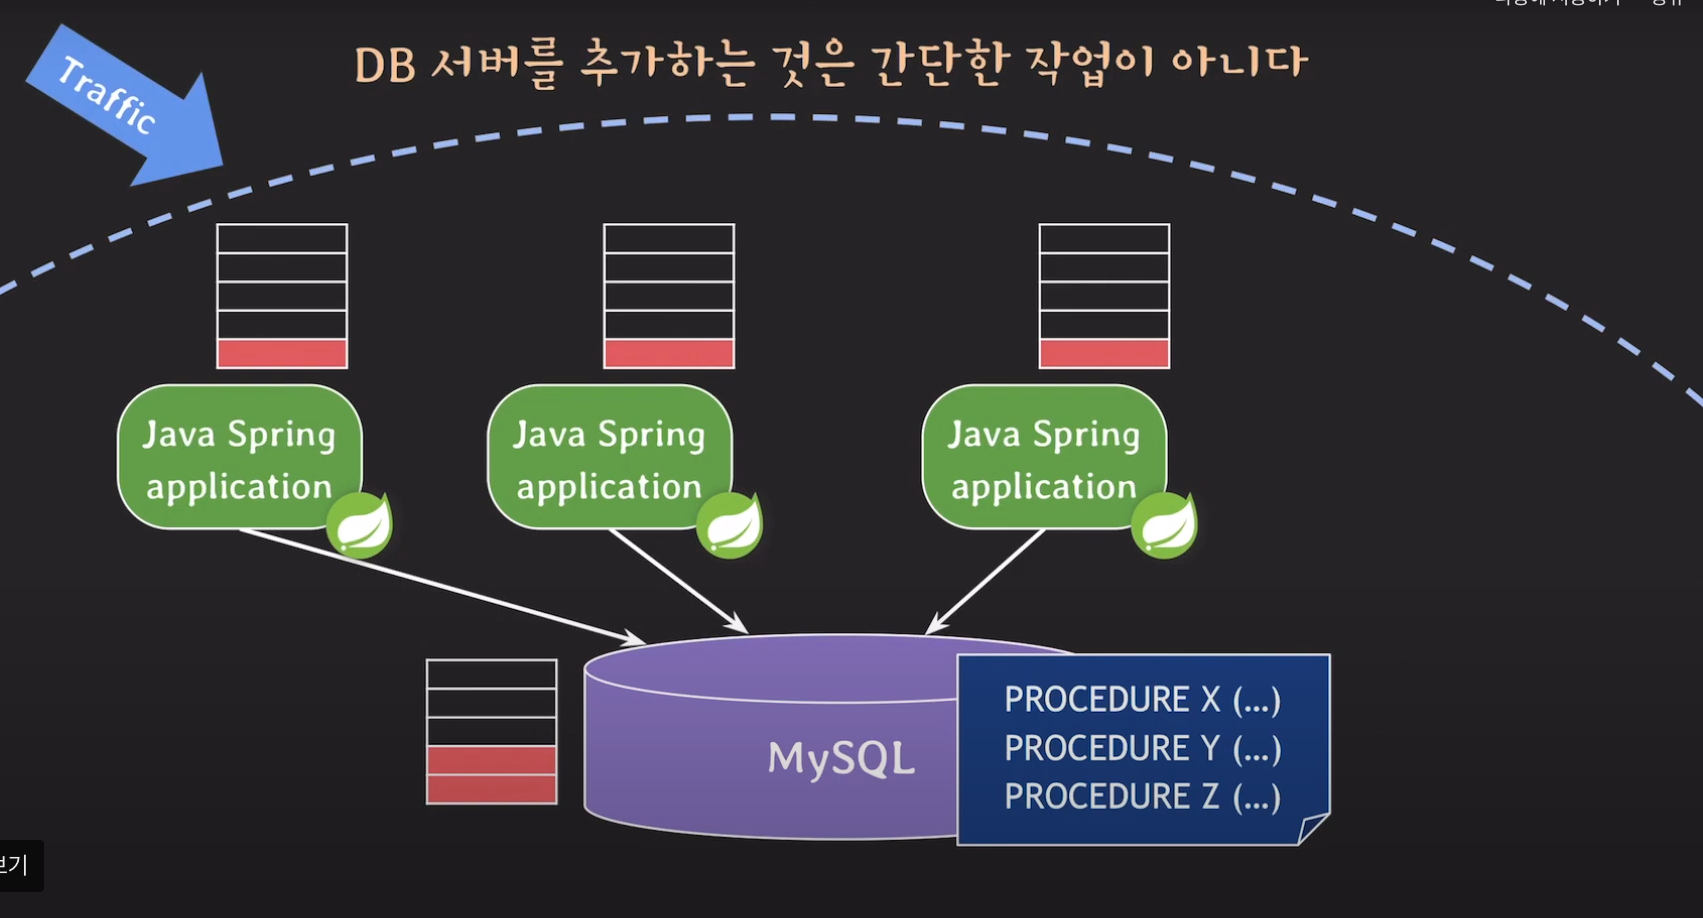 DB 서버를 추가하는 것은 간단한 작업이 아니다
Traffic
Java Spring
application
Java Spring
application
Java Spring
application
MySQL
PROCEDURE X (...)
PROCEDURE Y (...)
PROCEDURE Z (...)
보기